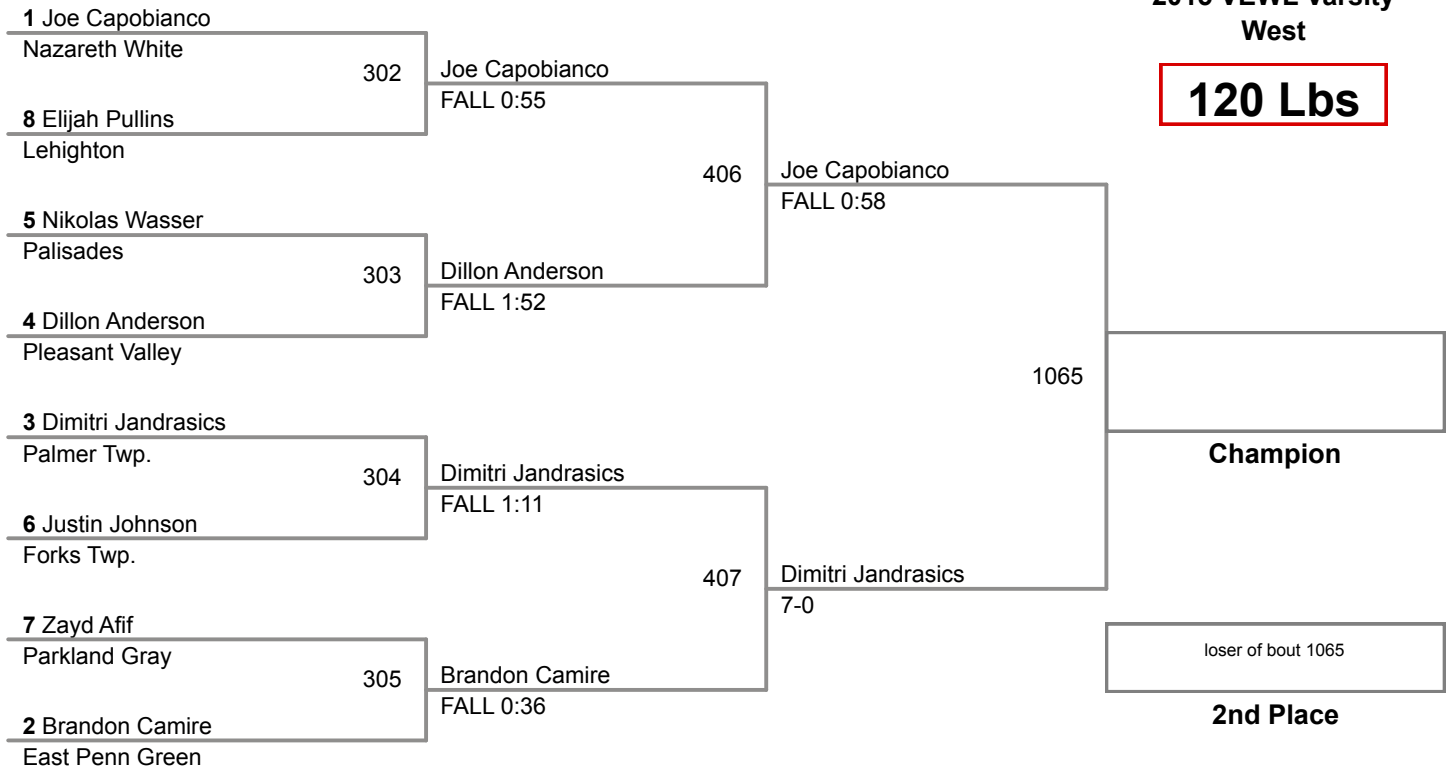 2015 VEWL Varsity
West
120 Lbs
1 Joe Capobianco
Nazareth White
302
8 Elijah Pullins
Lehighton
5 Nikolas Wasser
Palisades
303
4 Dillon Anderson
Pleasant Valley
3 Dimitri Jandrasics
Palmer Twp.
304
6 Justin Johnson
Forks Twp.
7 Zayd Afif
Parkland Gray
305
2 Brandon Camire
East Penn Green
Joe Capobianco
FALL 0:55
406
Dillon Anderson
FALL 1:52
Dimitri Jandrasics
FALL 1:11
407
Brandon Camire
FALL 0:36
Joe Capobianco
FALL 0:58
1065
Dimitri Jandrasics
7-0
Champion
loser of bout 1065
2nd Place